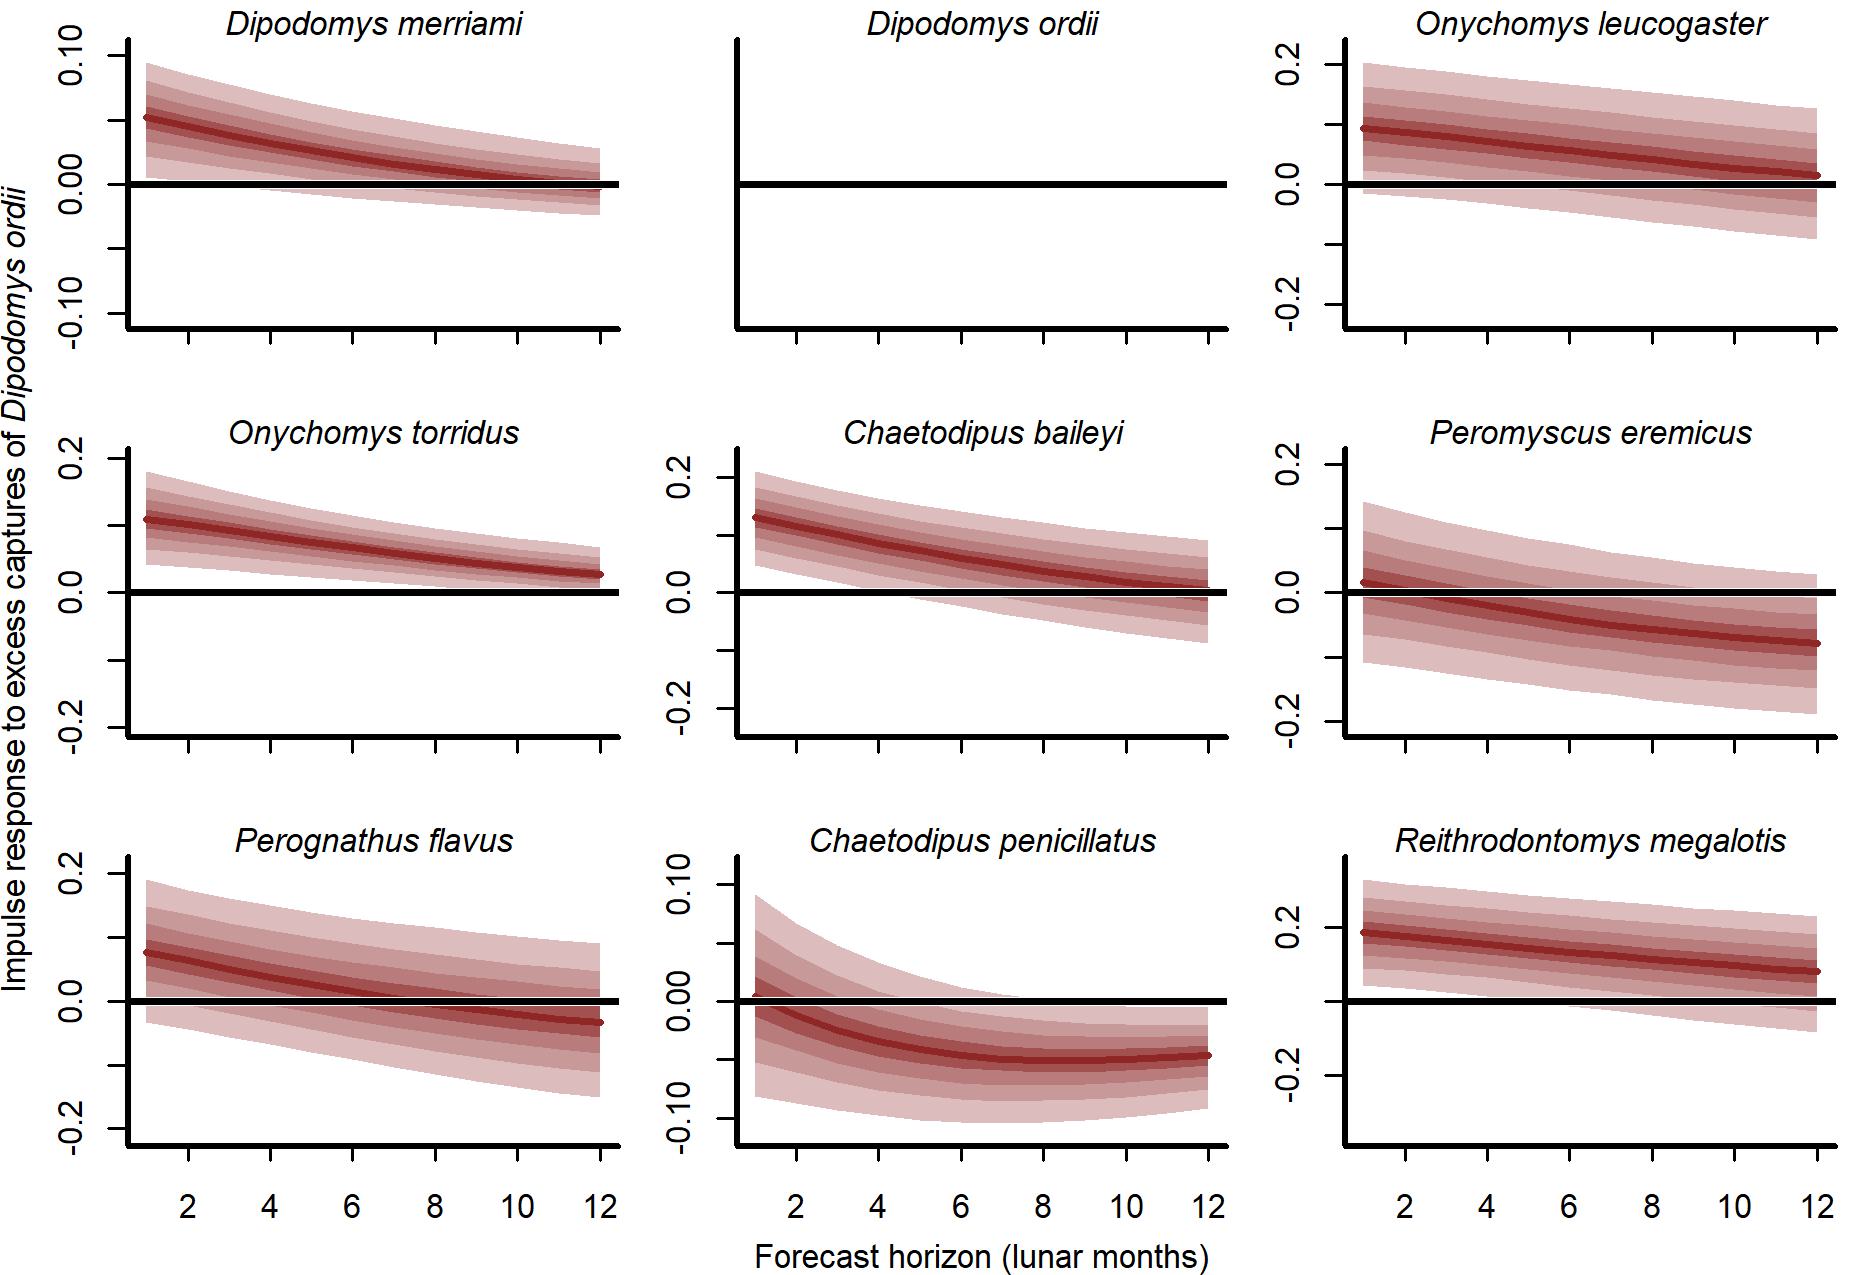 Impulse response to excess captures of Dipodomys ordii
Dipodomys merriami
0.10
0.00
-0.10
Dipodomys ordii
Onychomys leucogaster
0.2
0.0
-0.2
Onychomys torridus
0.2
0.0
-0.2
Chaetodipus baileyi
0.2
0.0
-0.2
Peromyscus eremicus
0.2
0.0
-0.2
Perognathus flavus
0.2
0.0
-0.2
2 4 6 8 10 12
Chaetodipus penicillatus
0.10
0.00
-0.10
2 4 6 8 10 12
Reithrodontomys megalotis
0.2
-0.2
2 4 6 8 10 12
Forecast horizon (lunar months)